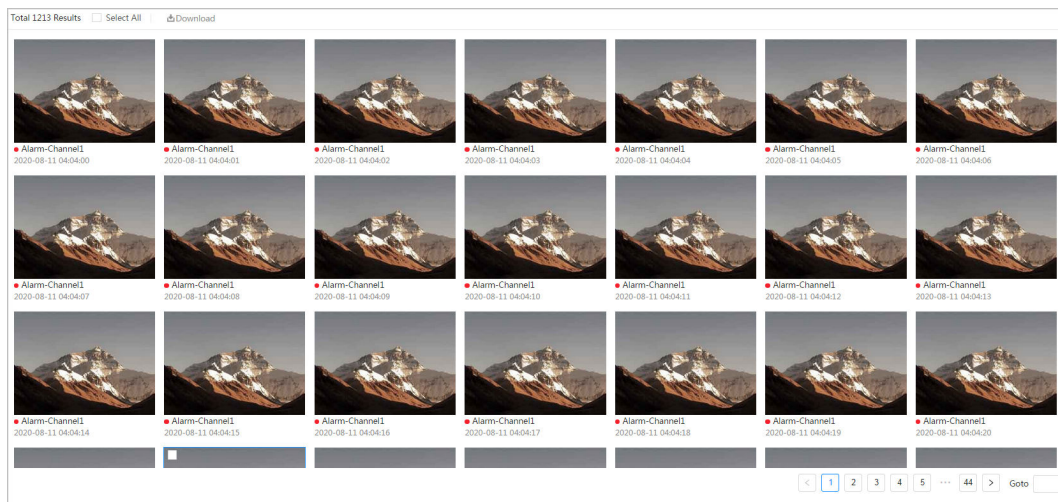 Total 1213 Results Select All Download
Alarm-Channel1 Alarm-Channel1 Alarm-Channel1 Alarm-Channel1 Alarm-Channel1 Alarm-Channel1 Alarm-Channel1
2020-08-11 04:04:00 2020-08-11 04:04:01 2020-08-11 04:04:02 2020-08-11 04:04:03 2020-08-11 04:04:04 2020-08-11 04:04:05 2020-08-11 04:04:06
Alarm-Channel1 Alarm-Channel1 Alarm-Channel1 Alarm-Channel1 Alarm-Channel1 Alarm-Channel1 Alarm-Channel1
2020-08-11 04:04:07 2020-08-11 04:04:08 2020-08-11 04:04:09 2020-08-11 04:04:10 2020-08-11 04:04:11 2020-08-11 04:04:12 2020-08-11 04:04:13
Alarm-Channel1 Alarm-Channel1 Alarm-Channel1 Alarm-Channel1 Alarm-Channel1 Alarm-Channel1 Alarm-Channel1
2020-08-11 04:04:14 2020-08-11 04:04:15 2020-08-11 04:04:16 2020-08-11 04:04:17 2020-08-11 04:04:18 2020-08-11 04:04:19 2020-08-11 04:04:20
< 1 2 3 4 5 ••• 44 > Goto